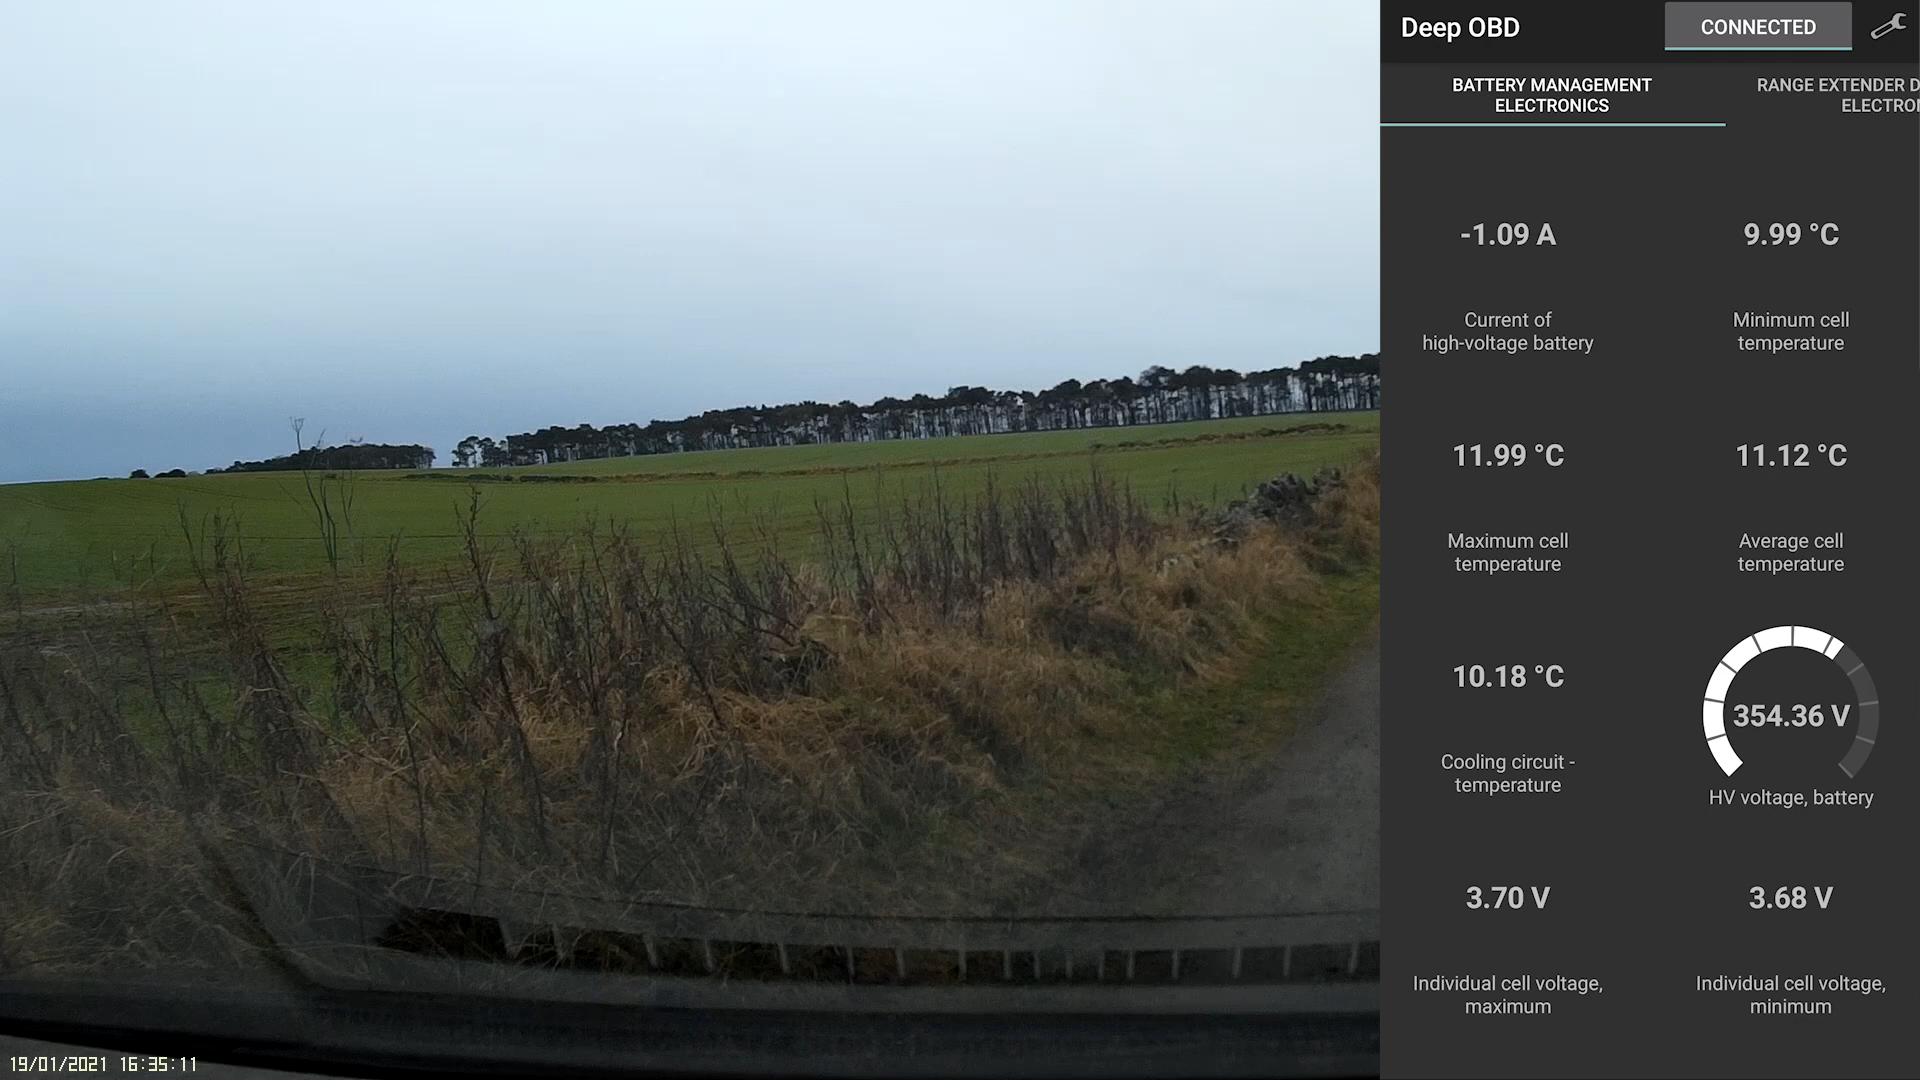 Deep OBD
CONNECTED
BATTERY MANAGEMENT
ELECTRONICS
RANGE EXTENDER D
ELECTRO
-1.09 A
9.99 °C
Current of
high-voltage battery
Minimum cell
temperature
11.99 °C
11.12 °C
Maximum cell
temperature
Average cell
temperature
10.18 °C
354.36 V
Cooling circuit -
temperature
HV voltage, battery
3.70 V
3.68 V
Individual cell voltage,
maximum
Individual cell voltage,
minimum
19/01/2021 16:35:11